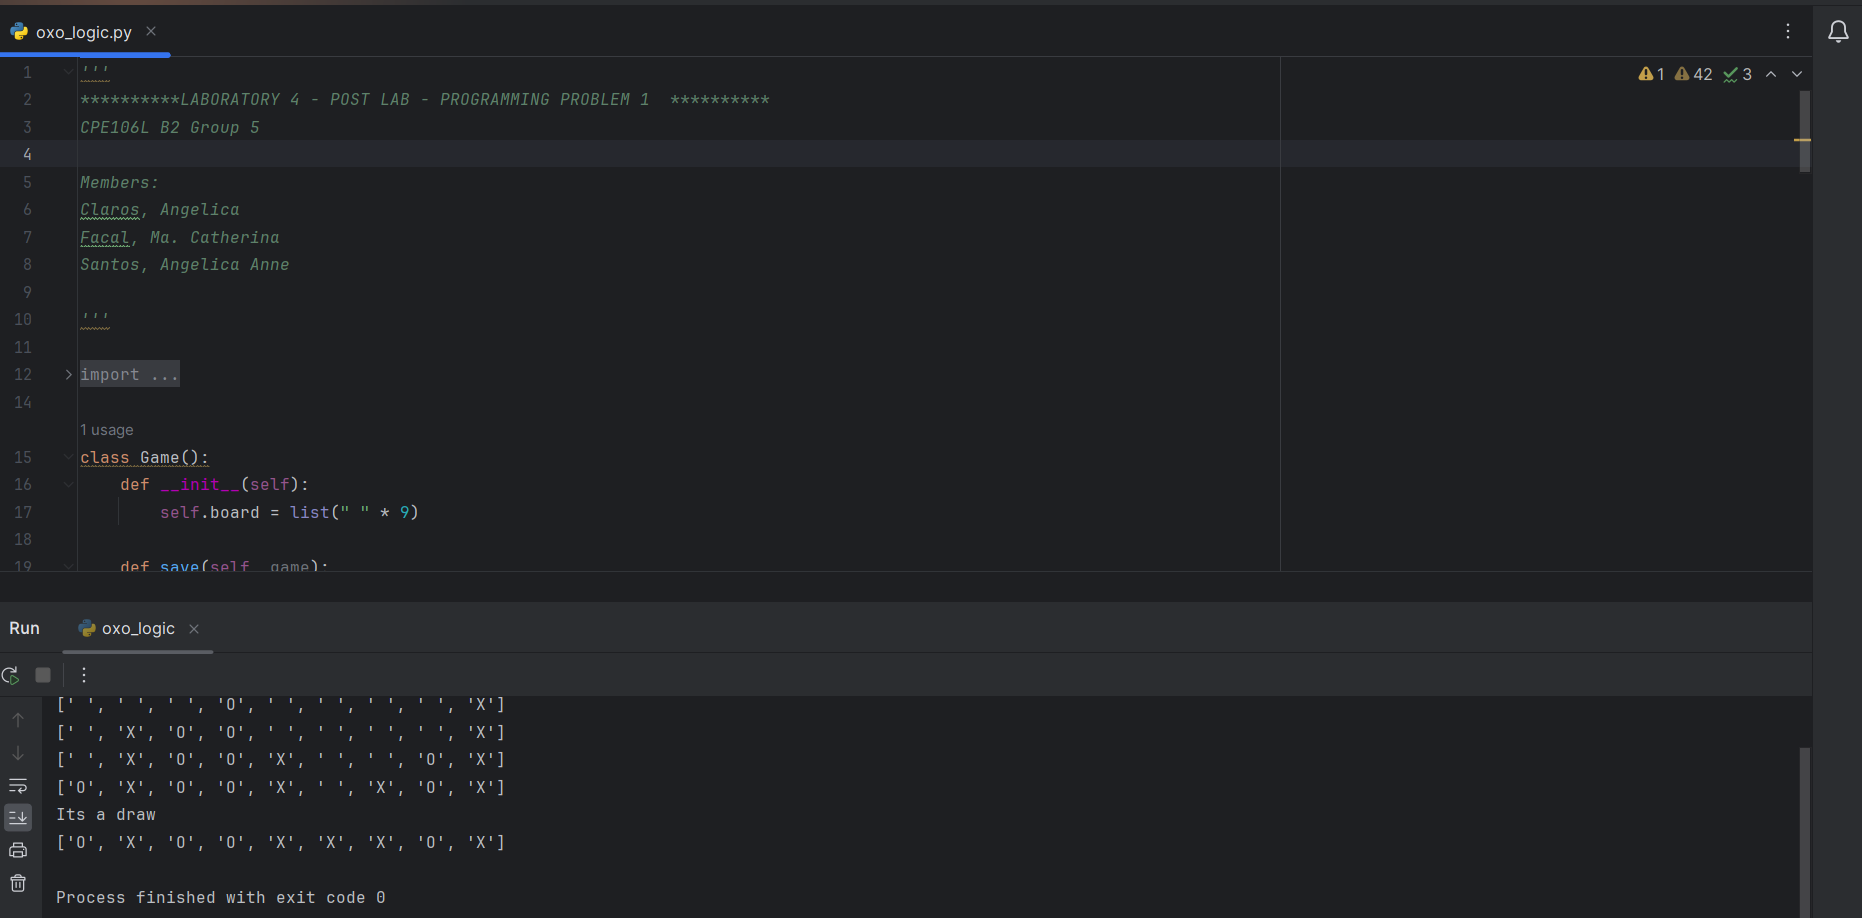 oxo_logic.py
1 '''
1 42 3
2 **********LABORATORY 4 - POST LAB - PROGRAMMING PROBLEM 1  **********
3 CPE106L B2 Group 5
4
5 Members:
6 Claros, Angelica
7 Facal, Ma. Catherina
8 Santos, Angelica Anne
9
10 '''
11
12 import ...
14
1 usage
15 class Game():
16     def __init__(self):
17         self.board = list(" " * 9)
18
19     def save(self, game):
Run oxo_logic
[' ', ' ', ' ', 'O', ' ', ' ', ' ', ' ', 'X']
[' ', 'X', 'O', 'O', ' ', ' ', ' ', ' ', 'X']
[' ', 'X', 'O', 'O', 'X', ' ', ' ', 'O', 'X']
['O', 'X', 'O', 'O', 'X', ' ', 'X', 'O', 'X']
Its a draw
['O', 'X', 'O', 'O', 'X', 'X', 'X', 'O', 'X']
Process finished with exit code 0